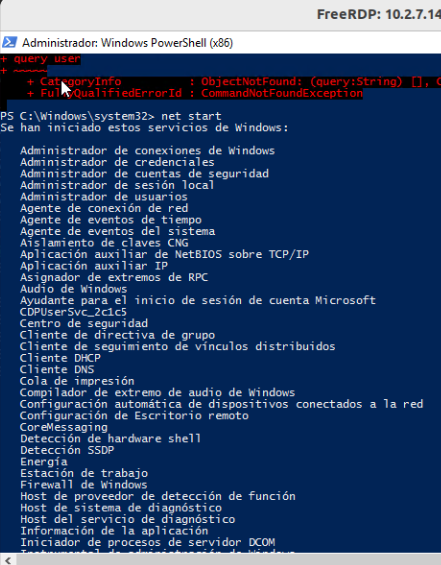 FreeRDP: 10.2.7.14
Administrador: Windows PowerShell (x86)
+ query user
+ ~~~~~
+ CategoryInfo : ObjectNotFound: (query:String) [], C
+ FullyQualifiedErrorId : CommandNotFoundException
PS C:\Windows\system32> net start
Se han iniciado estos servicios de Windows:
Administrador de conexiones de Windows
Administrador de credenciales
Administrador de cuentas de seguridad
Administrador de sesión local
Administrador de usuarios
Agente de conexión de red
Agente de eventos de tiempo
Agente de eventos del sistema
Aislamiento de claves CNG
Aplicación auxiliar de NetBIOS sobre TCP/IP
Aplicación auxiliar IP
Asignador de extremos de RPC
Audio de Windows
Ayudante para el inicio de sesión de cuenta Microsoft
CDPUserSvc_2c1c5
Centro de seguridad
Cliente de directiva de grupo
Cliente de seguimiento de vínculos distribuidos
Cliente DHCP
Cliente DNS
Cola de impresión
Compilador de extremo de audio de Windows
Configuración automática de dispositivos conectados a la red
Configuración de Escritorio remoto
CoreMessaging
Detección de hardware shell
Detección SSDP
Energía
Estación de trabajo
Firewall de Windows
Host de proveedor de detección de función
Host de sistema de diagnóstico
Host del servicio de diagnóstico
Información de la aplicación
Iniciador de procesos de servidor DCOM
Instrumental de administración de Windows